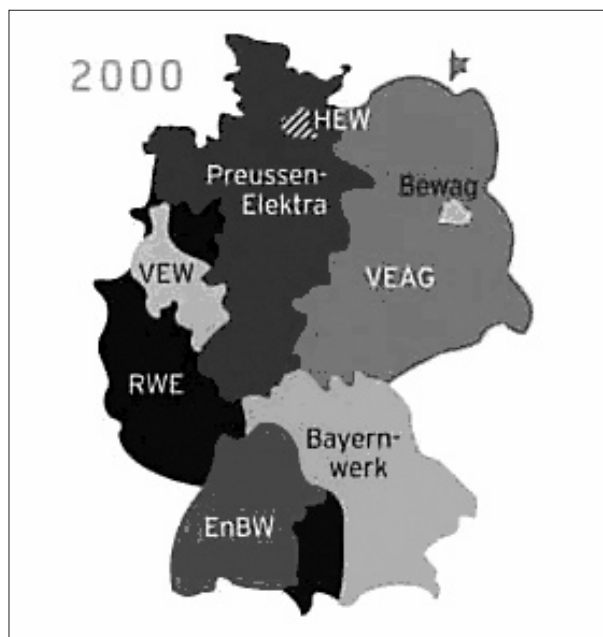 2000
HEW
Preussen-
Elektra
Bewag
VEW
VEAG
RWE
Bayern-
werk
EnBW